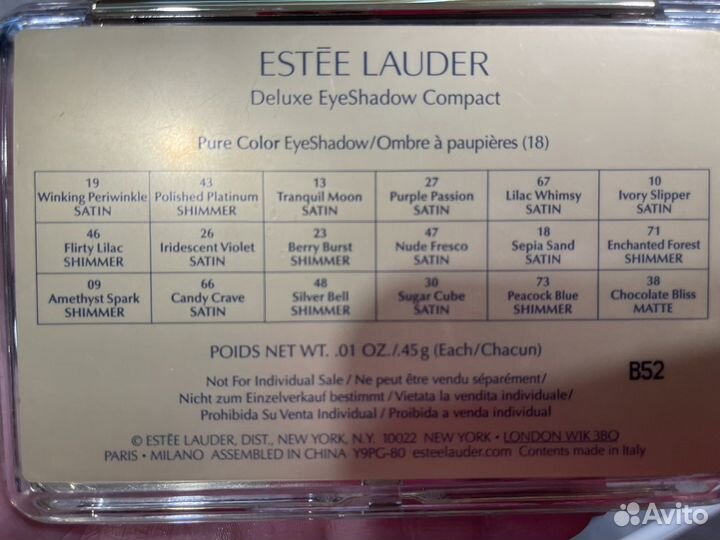 ESTĒE LAUDER
Deluxe EyeShadow Compact
Pure Color EyeShadow/Ombre à paupières (18)
19 43 13 27 67 10
Winking Periwinkle Polished Platinum Tranquil Moon Purple Passion Lilac Whimsy Ivory Slipper
SATIN SHIMMER SATIN SATIN SATIN SATIN
46 26 23 47 18 71
Flirty Lilac Iridescent Violet Berry Burst Nude Fresco Sepia Sand Enchanted Forest
SHIMMER SATIN SHIMMER SATIN SATIN SHIMMER
09 66 48 30 73 38
Amethyst Spark Candy Crave Silver Bell Sugar Cube Peacock Blue Chocolate Bliss
SHIMMER SATIN SHIMMER SATIN SHIMMER MATTE
POIDS NET WT. .01 OZ./.45g (Each/Chacun)
B52
Not For Individual Sale / Ne peut être vendu séparément/
Nicht zum Einzelverkauf bestimmt / Vietata la vendita individuale/
Prohibida Su Venta Individual / Proibida a venda individual
© ESTĒE LAUDER, DIST., NEW YORK, N.Y. 10022 NEW YORK • LONDON W1K 3BQ
PARIS • MILANO ASSEMBLED IN CHINA Y9PG-80 esteelauder.com Contents made in Italy
Avito